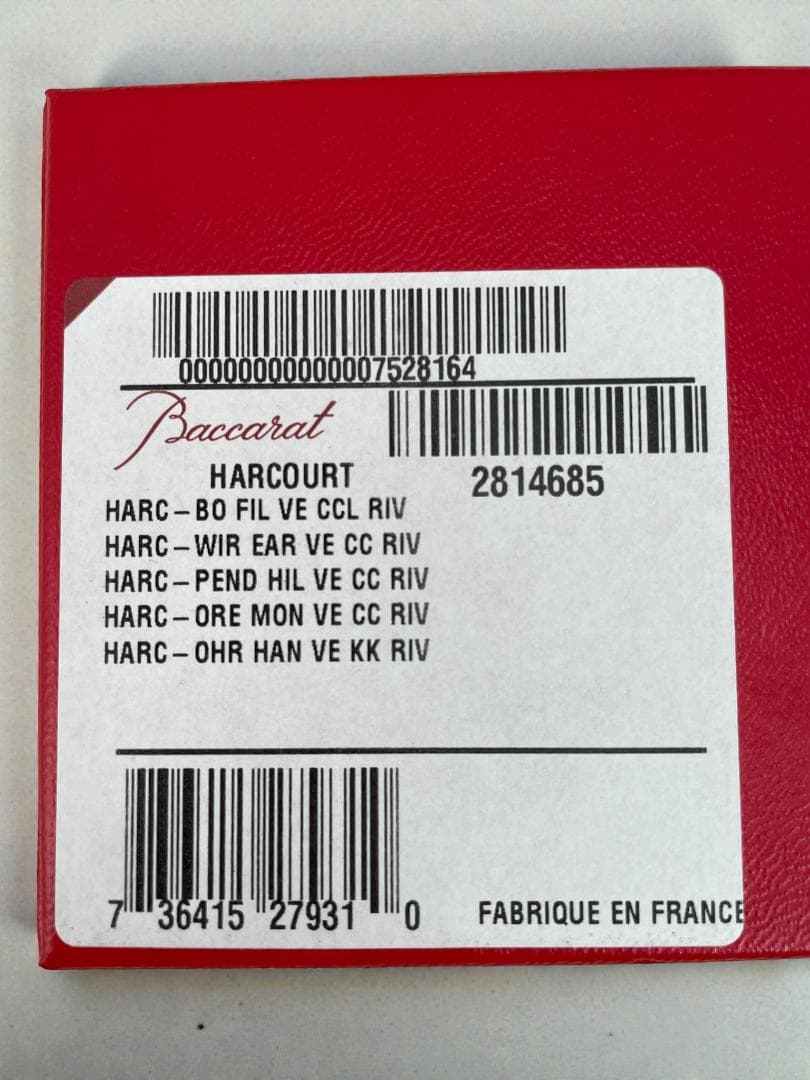 00000000000007528164
Baccarat
HARCOURT 2814685
HARC-BO FIL VE CCL RIV
HARC-WIR EAR VE CC RIV
HARC-PEND HIL VE CC RIV
HARC-ORE MON VE CC RIV
HARC-OHR HAN VE KK RIV
7 36415 27931 0 FABRIQUE EN FRANCE